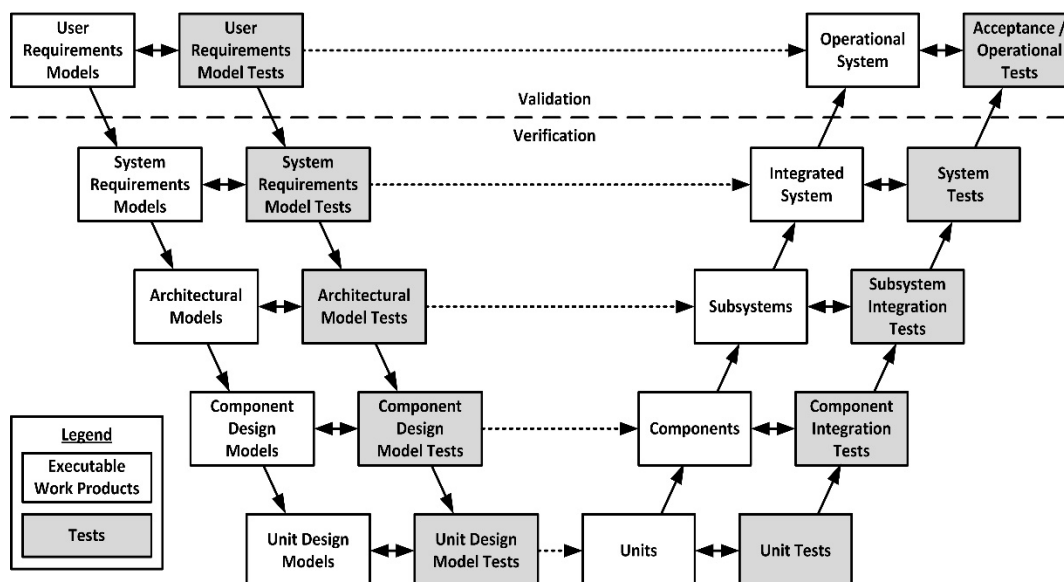 User
Requirements
Models
User
Requirements
Model Tests
Operational
System
Acceptance /
Operational
Tests
Validation
Verification
System
Requirements
Models
System
Requirements
Model Tests
Integrated
System
System
Tests
Architectural
Models
Architectural
Model Tests
Subsystems
Subsystem
Integration
Tests
Component
Design
Models
Component
Design
Model Tests
Components
Component
Integration
Tests
Legend
Executable
Work Products
Tests
Unit Design
Models
Unit Design
Model Tests
Units
Unit Tests